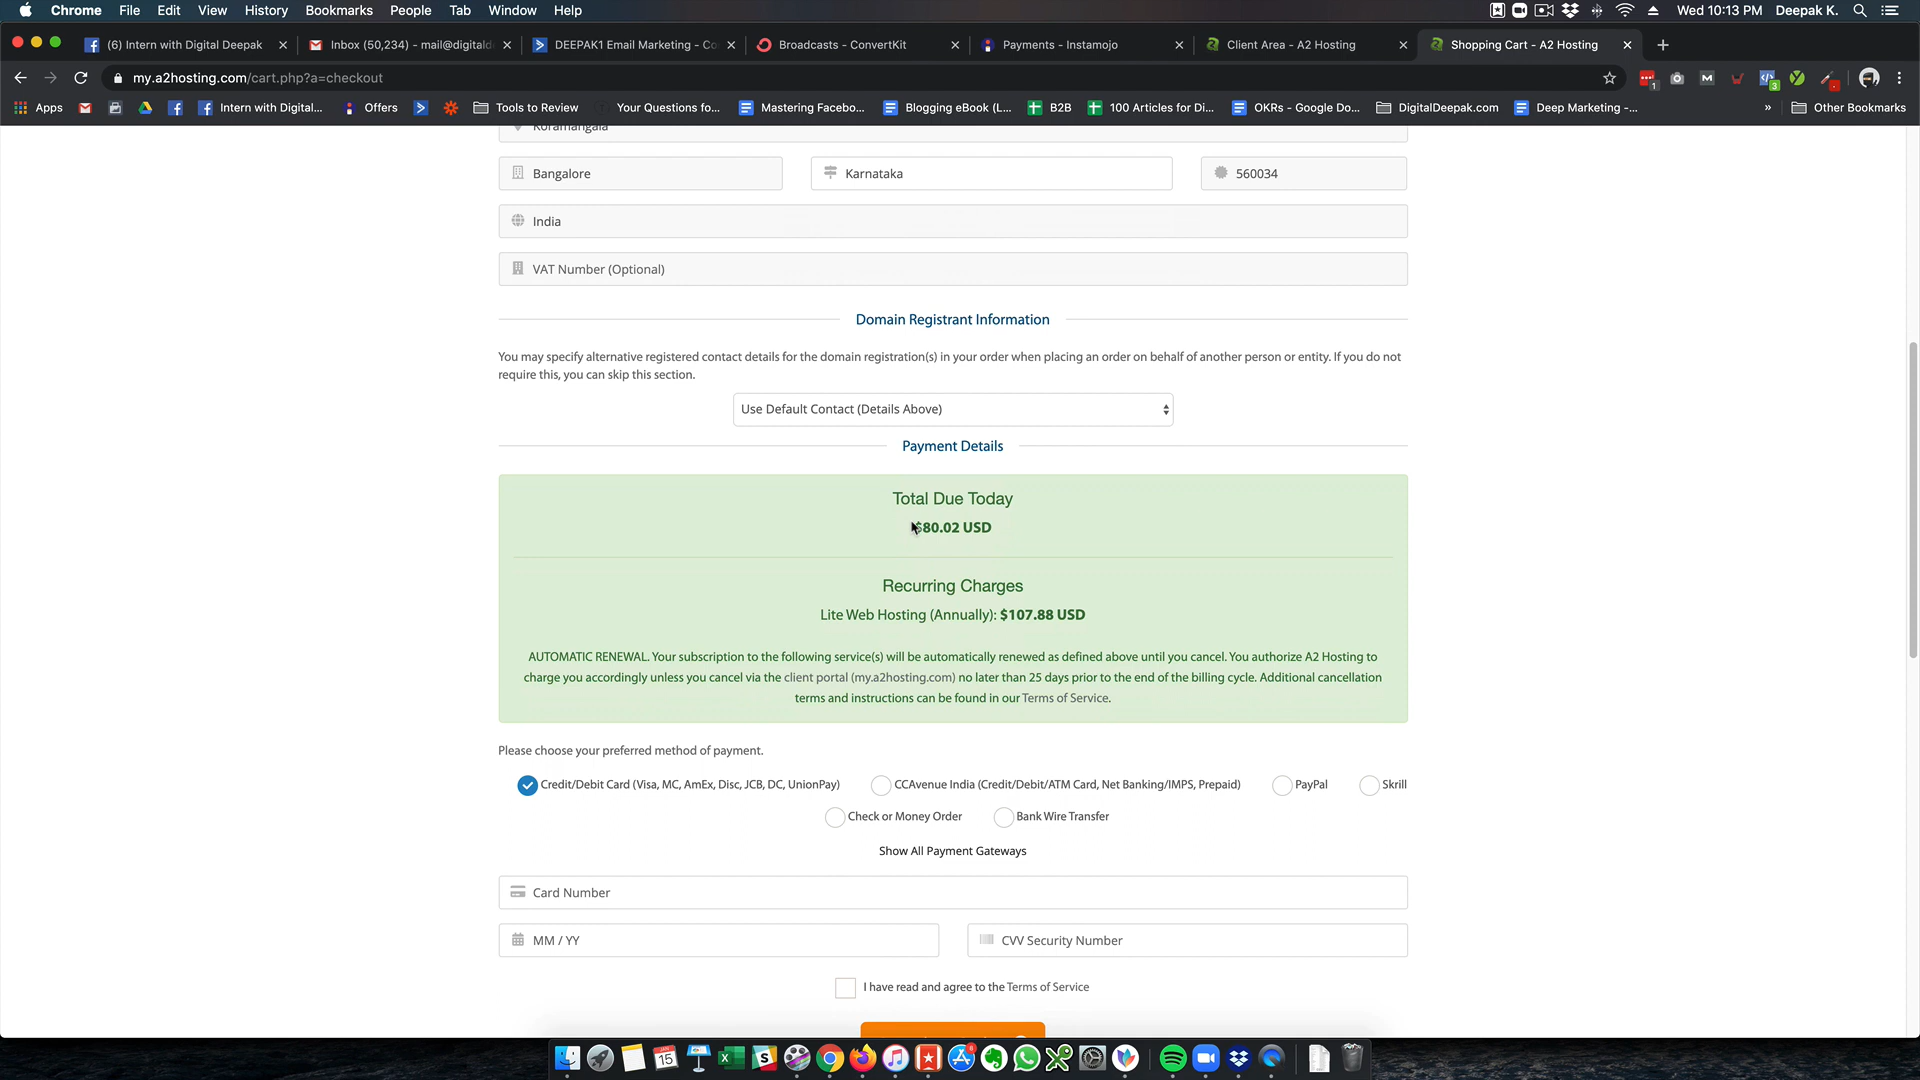 Chrome File Edit View History Bookmarks People Tab Window Help Wed 10:13 PM Deepak K.
(6) Intern with Digital Deepak Inbox (50,234) - mail@digitald DEEPAK1 Email Marketing - Co Broadcasts - ConvertKit Payments - Instamojo Client Area - A2 Hosting Shopping Cart - A2 Hosting
my.a2hosting.com/cart.php?a=checkout
Apps Intern with Digital... Offers Tools to Review Your Questions fo... Mastering Facebo... Blogging eBook (L... B2B 100 Articles for Di... OKRs - Google Do... DigitalDeepak.com Deep Marketing -... » Other Bookmarks
Koramangala
Bangalore Karnataka 560034
India
VAT Number (Optional)
Domain Registrant Information
You may specify alternative registered contact details for the domain registration(s) in your order when placing an order on behalf of another person or entity. If you do not
require this, you can skip this section.
Use Default Contact (Details Above)
Payment Details
Total Due Today
$80.02 USD
Recurring Charges
Lite Web Hosting (Annually): $107.88 USD
AUTOMATIC RENEWAL. Your subscription to the following service(s) will be automatically renewed as defined above until you cancel. You authorize A2 Hosting to
charge you accordingly unless you cancel via the client portal (my.a2hosting.com) no later than 25 days prior to the end of the billing cycle. Additional cancellation
terms and instructions can be found in our Terms of Service.
Please choose your preferred method of payment.
Credit/Debit Card (Visa, MC, AmEx, Disc, JCB, DC, UnionPay) CCAvenue India (Credit/Debit/ATM Card, Net Banking/IMPS, Prepaid) PayPal Skrill
Check or Money Order Bank Wire Transfer
Show All Payment Gateways
Card Number
MM / YY CVV Security Number
I have read and agree to the Terms of Service